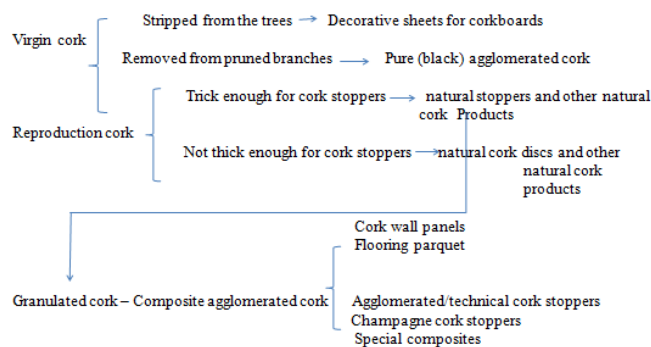 Stripped from the trees Decorative sheets for corkboards
Virgin cork
Removed from pruned branches Pure (black) agglomerated cork
Trick enough for cork stoppers natural stoppers and other natural
cork Products
Reproduction cork
Not thick enough for cork stoppers natural cork discs and other
natural cork
products
Cork wall panels
Flooring parquet
Granulated cork – Composite agglomerated cork Agglomerated/technical cork stoppers
Champagne cork stoppers
Special composites